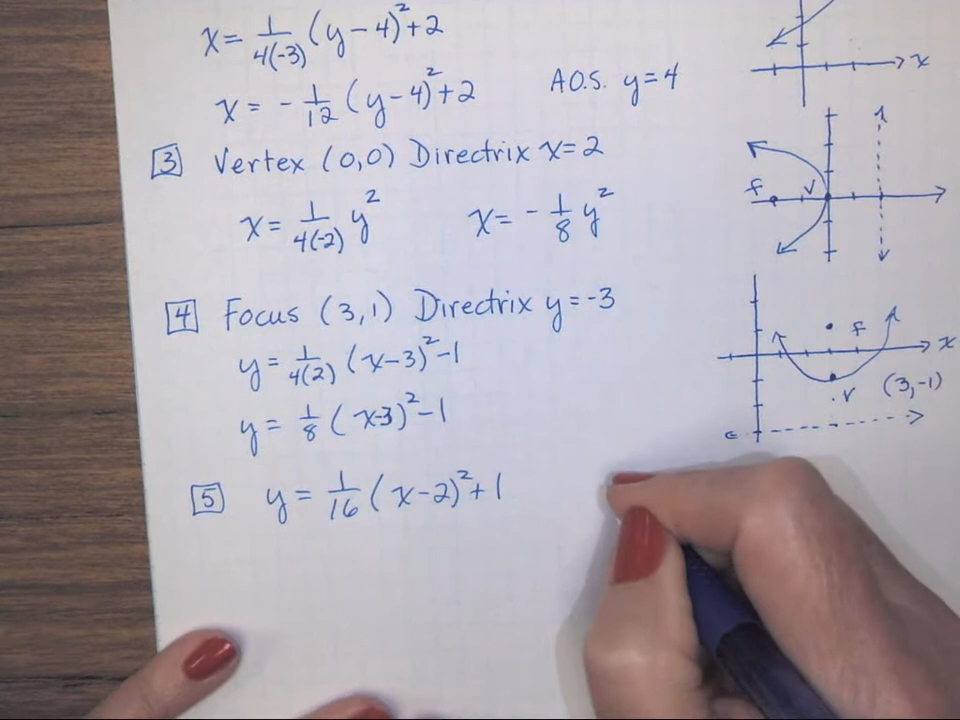 x = 1/4(-3) (y-4)² + 2
x = - 1/12 (y-4)² + 2 A.O.S. y=4
x
3 Vertex (0,0) Directrix x=2
x = 1/4(-2) y² x = - 1/8 y²
f V
4 Focus (3,1) Directrix y=-3
y = 1/4(2) (x-3)² -1
f
x
y = 1/8 (x-3)² -1
V (3,-1)
5 y = 1/16 (x-2)² + 1